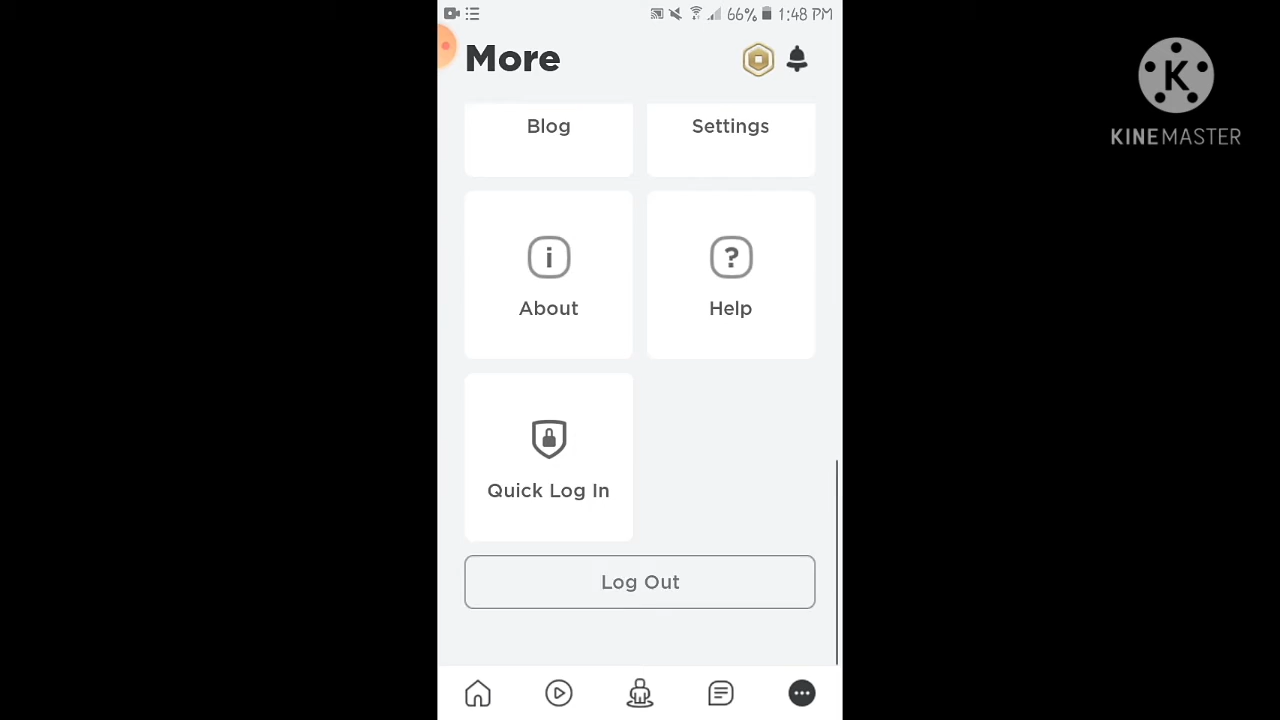 66% 1:48 PM
More
K
KINEMASTER
Blog Settings
i ?
About Help
Quick Log In
Log Out